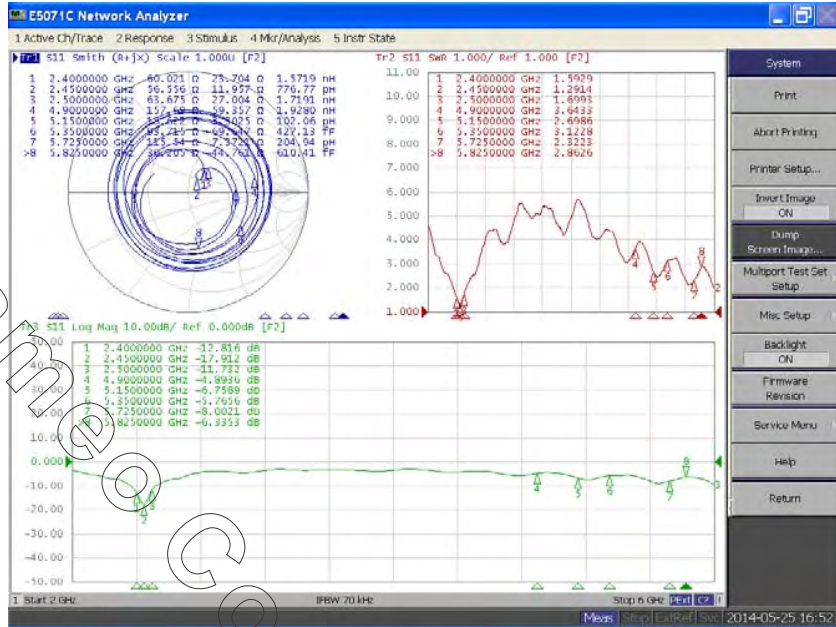 E5071C Network Analyzer
1 Active Ch/Trace 2 Response 3 Stimulus 4 Mkr/Analysis 5 Instr State
Tr1 S11 Smith (R+jX) Scale 1.000U [F2]
1 2.4000000 GHz 60.021 Ω 23.704 Ω 1.5719 nH
2 2.4500000 GHz 56.556 Ω 11.957 Ω 776.77 pH
3 2.5000000 GHz 63.675 Ω 27.004 Ω 1.7191 nH
4 4.9000000 GHz Ω 59.357 Ω 1.9280 nH
5 5.1500000 GHz Ω Ω 102.06 pH
6 5.3500000 GHz Ω Ω 427.13 fF
7 5.7250000 GHz Ω Ω 204.94 pH
>8 5.8250000 GHz Ω -44.761 Ω 610.41 fF
Tr2 S11 SWR 1.000/ Ref 1.000 [F2]
11.00
10.00
9.000
8.000
7.000
6.000
5.000
4.000
3.000
2.000
1.000
1 2.4000000 GHz 1.5929
2 2.4500000 GHz 1.2914
3 2.5000000 GHz 1.6993
4 4.9000000 GHz 3.6433
5 5.1500000 GHz 2.6986
6 5.3500000 GHz 3.1228
7 5.7250000 GHz 2.3223
>8 5.8250000 GHz 2.8626
Tr3 S11 Log Mag 10.00dB/ Ref 0.000dB [F2]
50.00
40.00
30.00
20.00
10.00
0.000
-10.00
-20.00
-30.00
-40.00
-50.00
1 2.4000000 GHz -12.816 dB
2 2.4500000 GHz -17.912 dB
3 2.5000000 GHz -11.732 dB
4 4.9000000 GHz -4.8936 dB
5 5.1500000 GHz -6.7589 dB
6 5.3500000 GHz -5.7656 dB
7 5.7250000 GHz -8.0021 dB
>8 5.8250000 GHz -6.3353 dB
1 Start 2 GHz IFBW 70 kHz Stop 6 GHz PExt C? !
Meas Stop ExtRef Svc 2014-05-25 16:52
System
Print
Abort Printing
Printer Setup...
Invert Image
ON
Dump
Screen Image...
Multiport Test Set
Setup
Misc Setup
Backlight
ON
Firmware
Revision
Service Menu
Help
Return